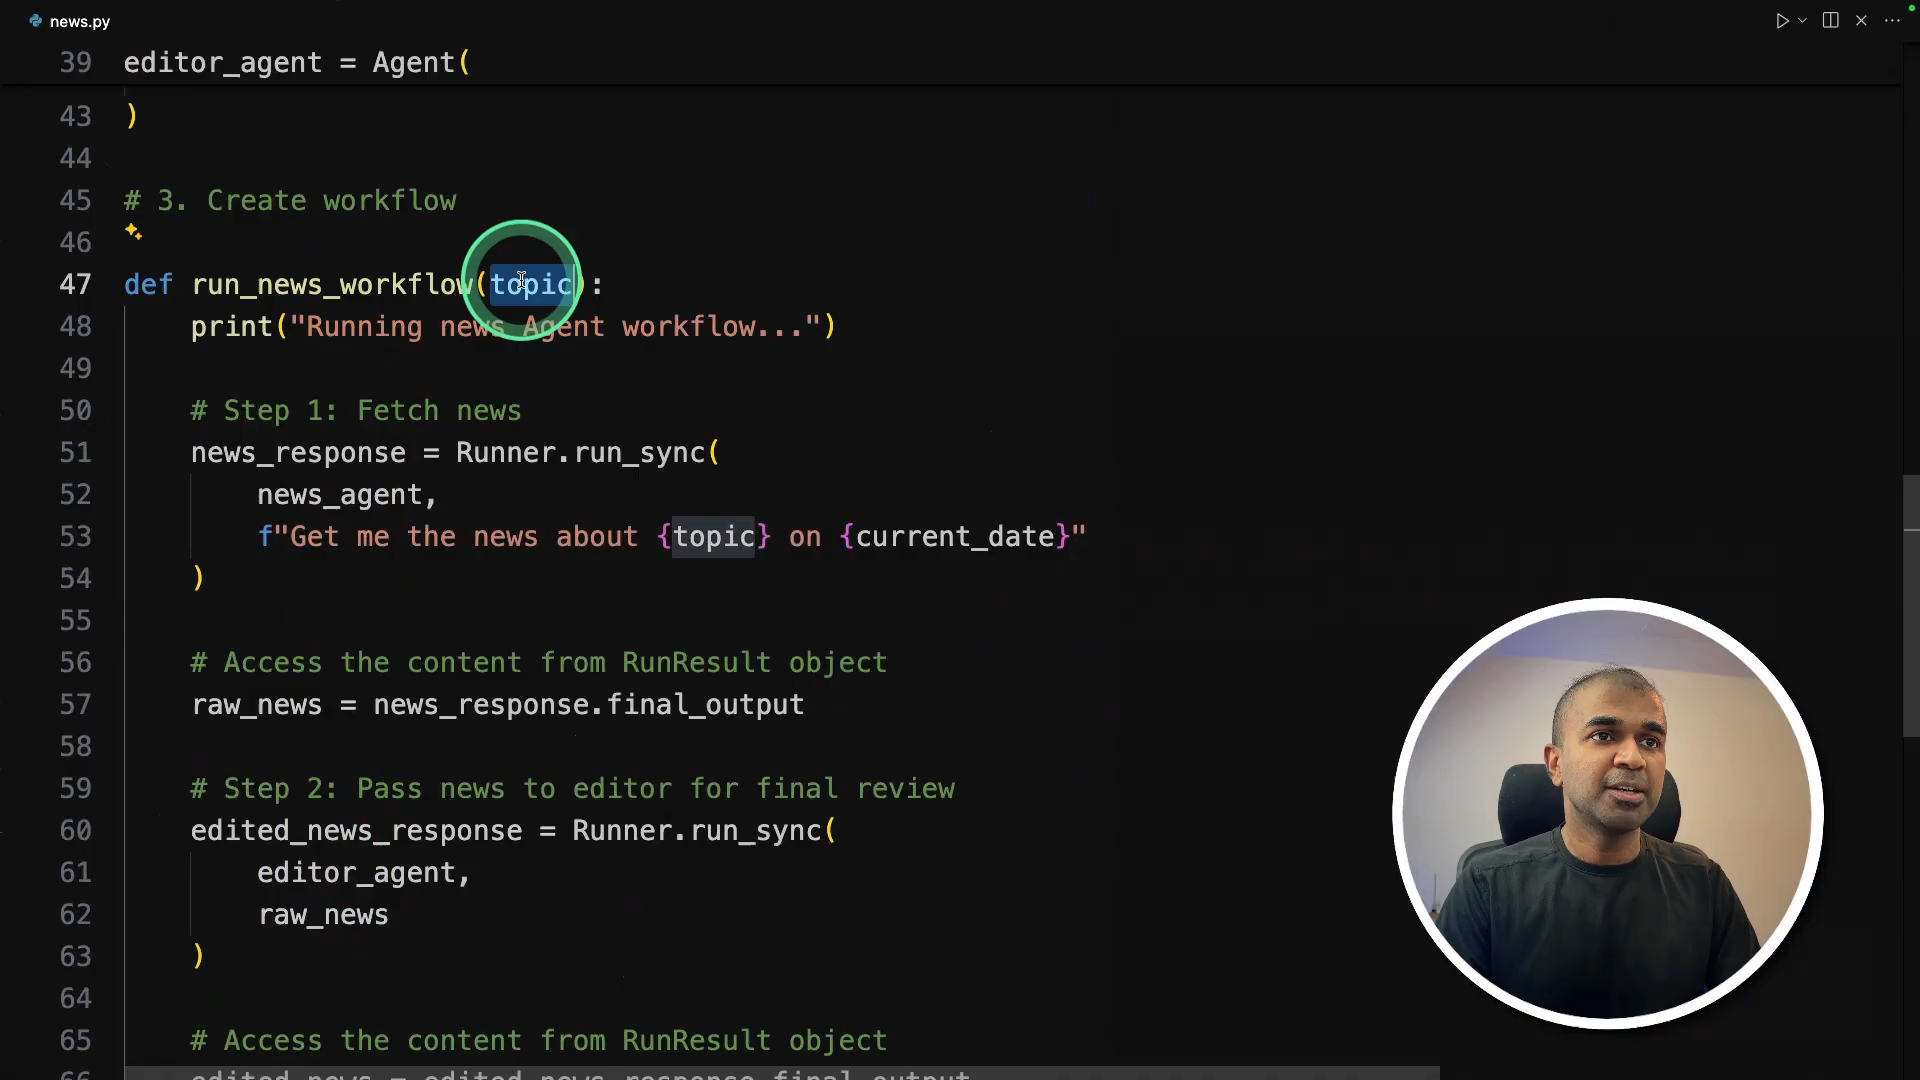 news.py
39 editor_agent = Agent(
43 )
44
45 # 3. Create workflow
46
47 def run_news_workflow(topic):
48 print("Running news Agent workflow...")
49
50 # Step 1: Fetch news
51 news_response = Runner.run_sync(
52 news_agent,
53 f"Get me the news about {topic} on {current_date}"
54 )
55
56 # Access the content from RunResult object
57 raw_news = news_response.final_output
58
59 # Step 2: Pass news to editor for final review
60 edited_news_response = Runner.run_sync(
61 editor_agent,
62 raw_news
63 )
64
65 # Access the content from RunResult object
66 edited_news = edited_news_response.final_output